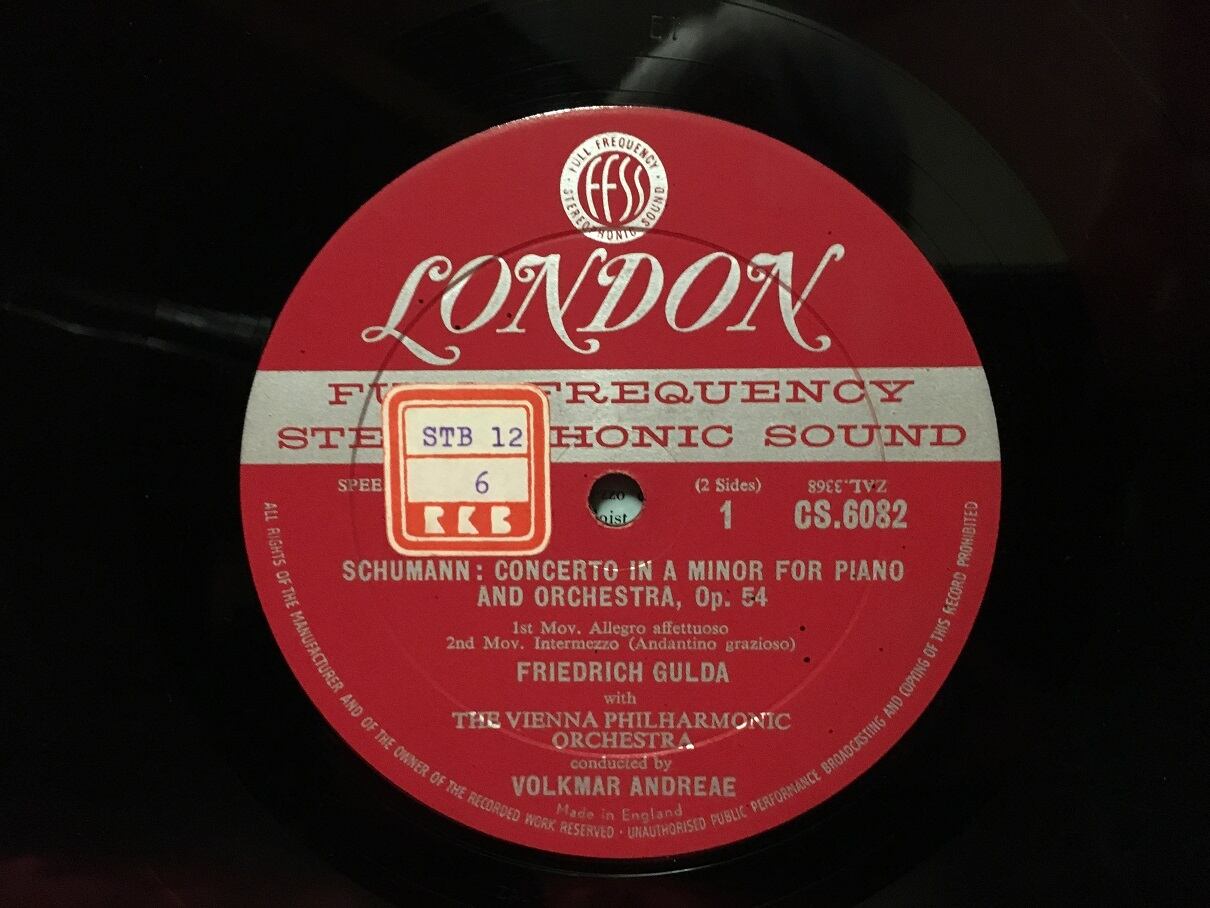 FULL FREQUENCY
STEREOPHONIC SOUND
FFSS
LONDON
FU FREQUENCY
STE HONIC SOUND
STB 12
6
RKB
SPEE
(2 Sides)
ZAL.3368
1
CS.6082
SCHUMANN: CONCERTO IN A MINOR FOR PIANO
AND ORCHESTRA, Op. 54
1st Mov. Allegro affettuoso
2nd Mov. Intermezzo (Andantino grazioso)
FRIEDRICH GULDA
with
THE VIENNA PHILHARMONIC
ORCHESTRA
conducted by
VOLKMAR ANDREAE
Made in England
ALL RIGHTS OF THE MANUFACTURER AND OF THE OWNER OF THE RECORDED WORK RESERVED · UNAUTHORISED PUBLIC PERFORMANCE BROADCASTING AND COPYING OF THIS RECORD PROHIBITED